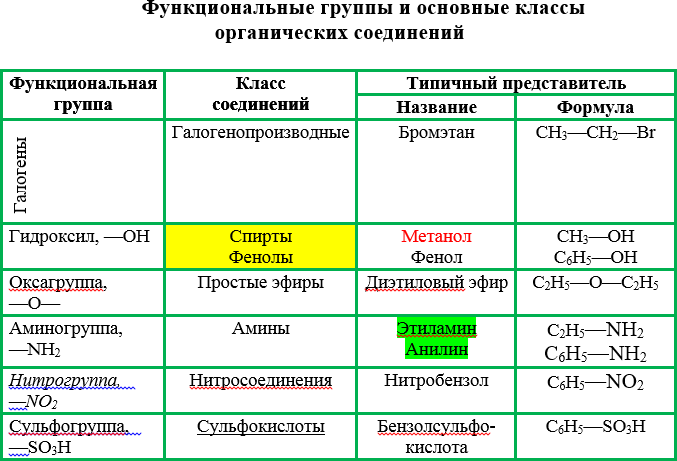 Функциональные группы и основные классы
органических соединений
Функциональная
группа
Класс
соединений
Типичный представитель
Название
Формула
Галогены
Галогенопроизводные
Бромэтан
CH3—CH2—Br
Гидроксил, —OH
Спирты
Фенолы
Метанол
Фенол
CH3—OH
C6H5—OH
Оксагруппа,
—O—
Простые эфиры
Диэтиловый эфир
C2H5—O—C2H5
Аминогруппа,
—NH2
Амины
Этиламин
Анилин
C2H5—NH2
C6H5—NH2
Нитрогруппа,
—NO2
Нитросоединения
Нитробензол
C6H5—NO2
Сульфогруппа,
—SO3H
Сульфокислоты
Бензолсульфо-
кислота
C6H5—SO3H